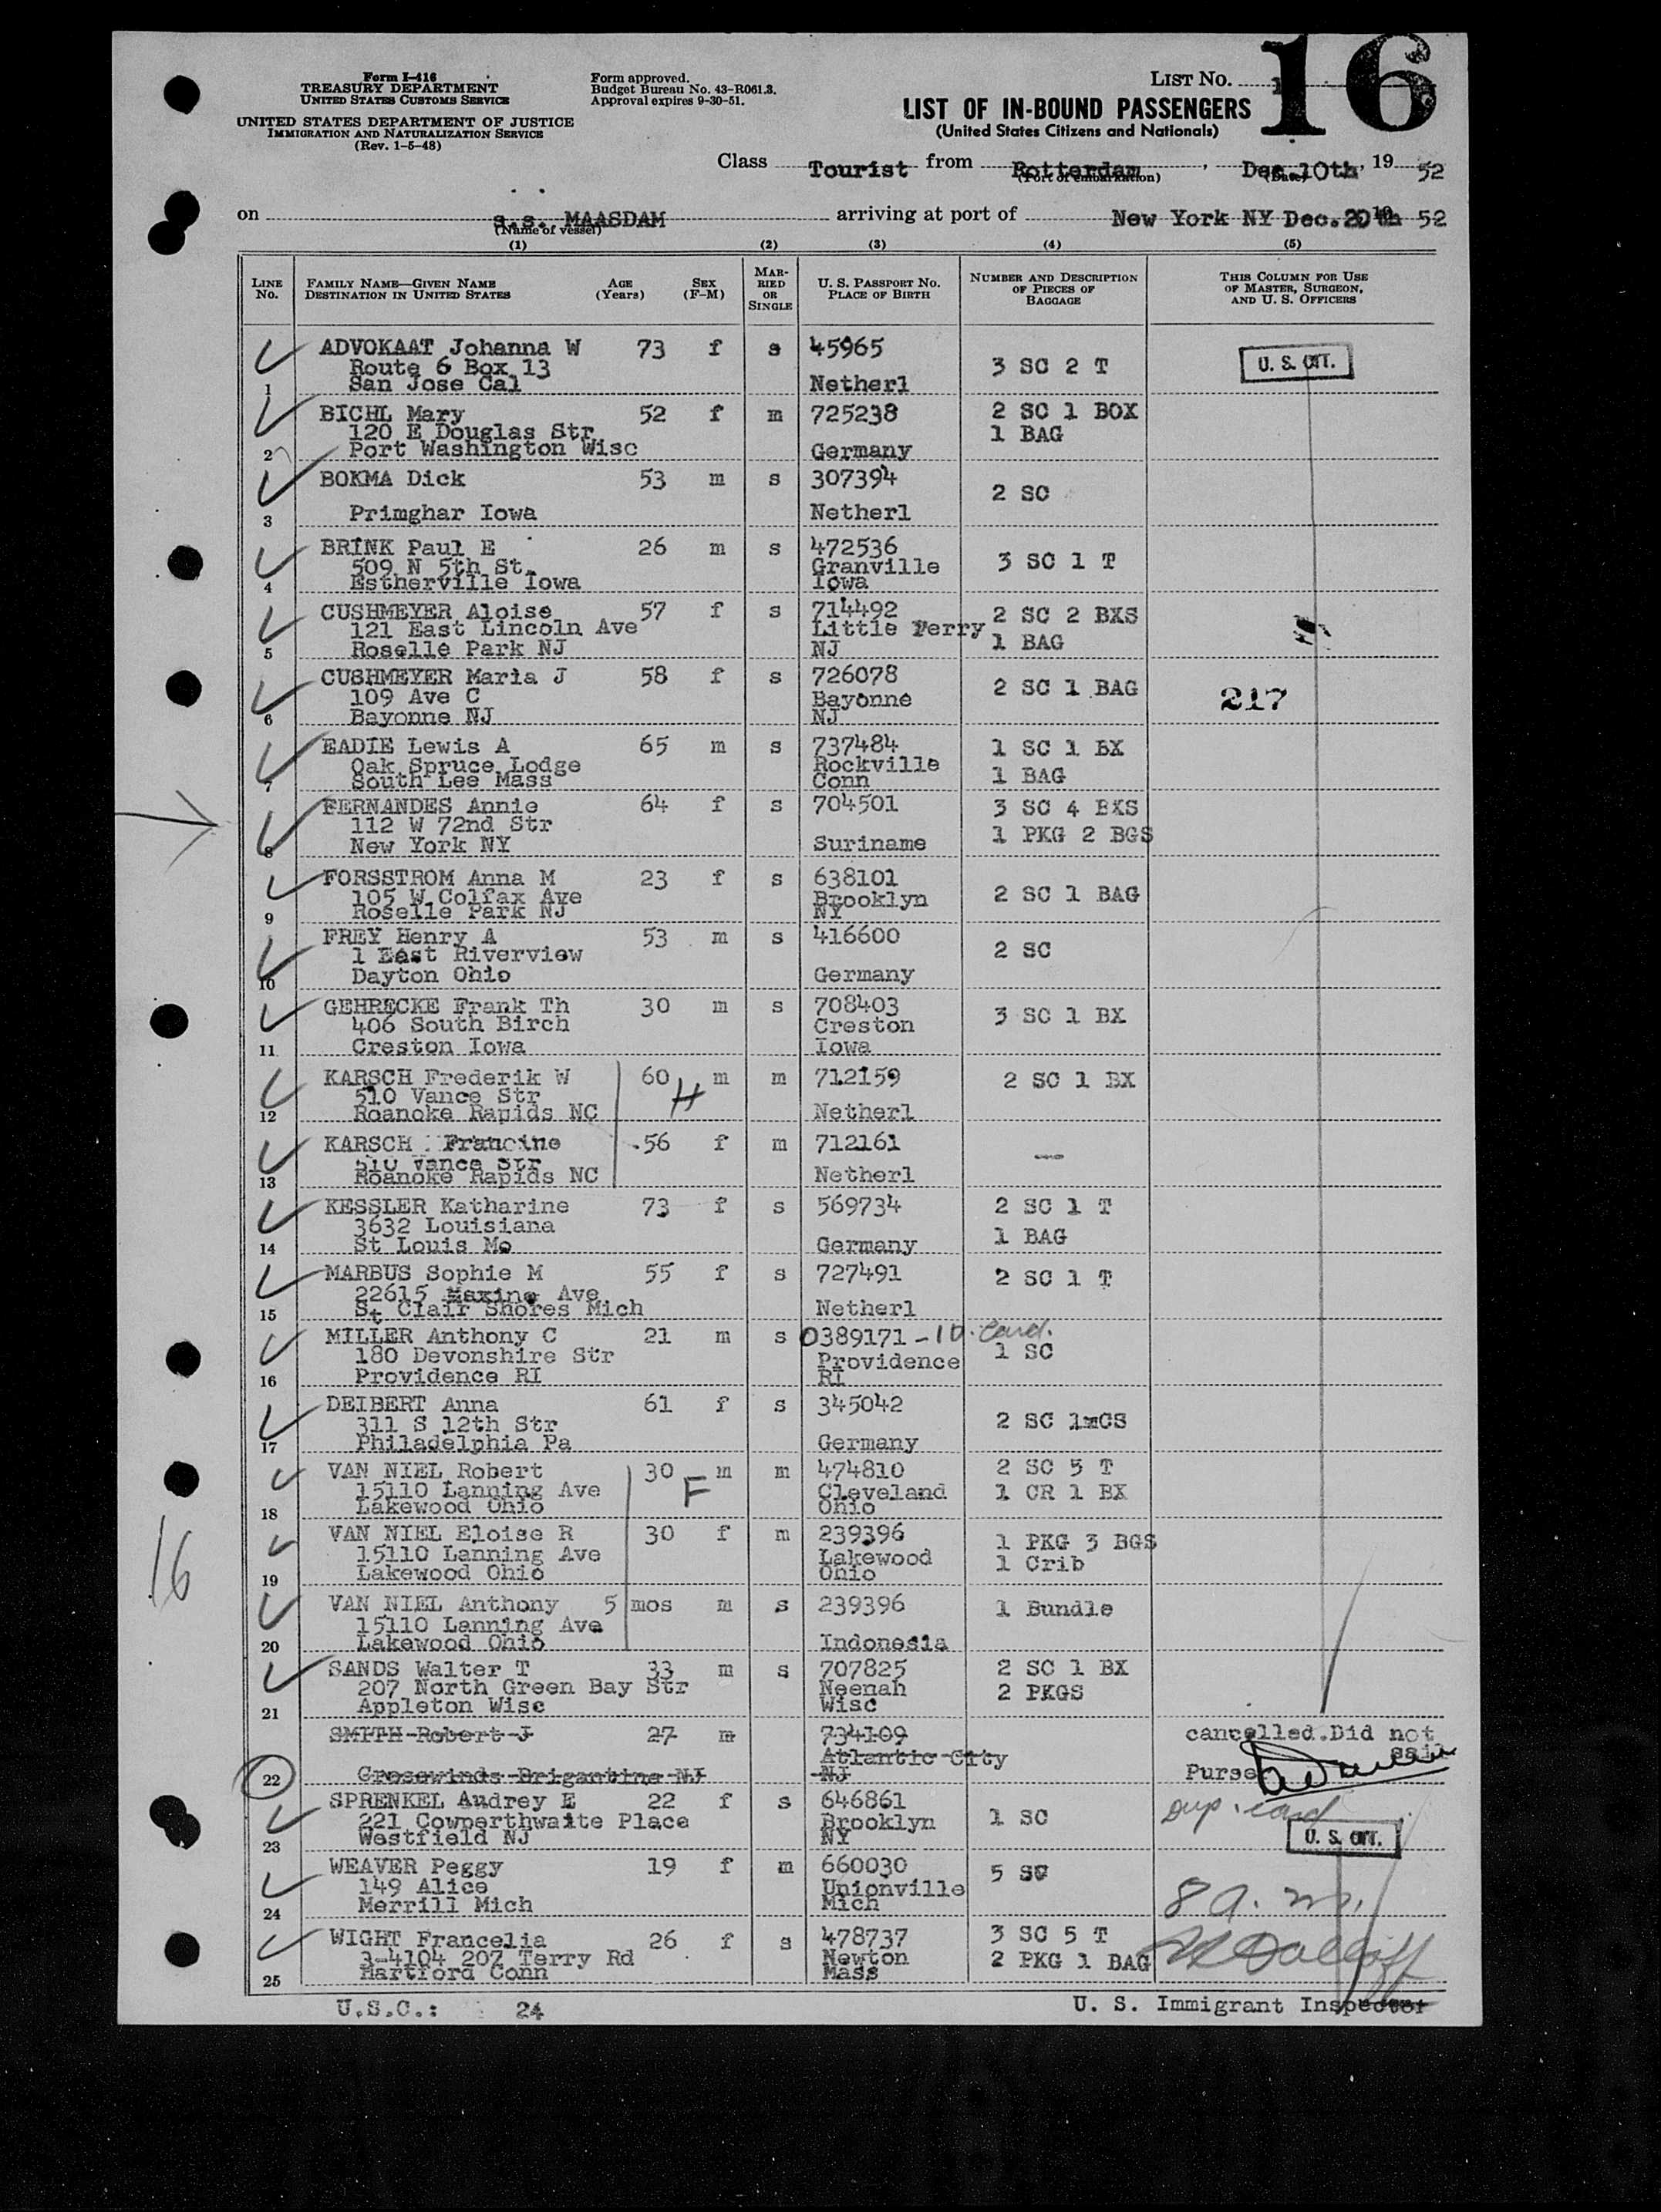 Form I-416
TREASURY DEPARTMENT
UNITED STATES CUSTOMS SERVICE
UNITED STATES DEPARTMENT OF JUSTICE
IMMIGRATION AND NATURALIZATION SERVICE
(Rev. 1-5-48)
Form approved.
Budget Bureau No. 43-R061.3.
Approval expires 9-30-51.
LIST NO. 16
LIST OF IN-BOUND PASSENGERS
(United States Citizens and Nationals)
Class Tourist from Rotterdam, Dec.10th, 19 52
(Port of embarkation) (Date)
on s.s. MAASDAM arriving at port of New York NY Dec.20th 19 52
(Name of vessel)
(1) (2) (3) (4) (5)
LINE NO. FAMILY NAME—GIVEN NAME DESTINATION IN UNITED STATES AGE (Years) SEX (F-M) MARRIED OR SINGLE U. S. PASSPORT NO. PLACE OF BIRTH NUMBER AND DESCRIPTION OF PIECES OF BAGGAGE THIS COLUMN FOR USE OF MASTER, SURGEON, AND U. S. OFFICERS
ADVOKAAT Johanna W 73 f s 45965
Route 6 Box 13 3 SC 2 T U. S. CIT.
1 San Jose Cal Netherl
BICHL Mary 52 f m 725238 2 SC 1 BOX
120 E Douglas Str 1 BAG
2 Port Washington Wisc Germany
BOKMA Dick 53 m s 307394
2 SC
3 Primghar Iowa Netherl
BRINK Paul E 26 m s 472536
509 N 5th St. Granville 3 SC 1 T
4 Estherville Iowa Iowa
CUSHMEYER Aloise 57 f s 714492 2 SC 2 BXS
121 East Lincoln Ave Little Ferry
5 Roselle Park NJ NJ 1 BAG
CUSHMEYER Maria J 58 f s 726078 2 SC 1 BAG
109 Ave C Bayonne 217
6 Bayonne NJ NJ
EADIE Lewis A 65 m s 737484 1 SC 1 BX
Oak Spruce Lodge Rockville
7 South Lee Mass Conn 1 BAG
FERNANDES Annie 64 f s 704501 3 SC 4 BXS
112 W 72nd Str 1 PKG 2 BGS
8 New York NY Suriname
FORSSTROM Anna M 23 f s 638101
105 W Colfax Ave Brooklyn 2 SC 1 BAG
9 Roselle Park NJ NY
FREY Henry A 53 m s 416600
1 East Riverview 2 SC
10 Dayton Ohio Germany
GEHRECKE Frank Th 30 m s 708403
406 South Birch Creston 3 SC 1 BX
11 Creston Iowa Iowa
KARSCH Frederik W 60 H m m 712159 2 SC 1 BX
510 Vance Str
12 Roanoke Rapids NC Netherl
KARSCH Francine 56 f m 712161
510 Vance Str —
13 Roanoke Rapids NC Netherl
KESSLER Katharine 73 f s 569734 2 SC 1 T
3632 Louisiana
14 St Louis Mo Germany 1 BAG
MARBUS Sophie M 55 f s 727491 2 SC 1 T
22615 Maxine Ave
15 St Clair Shores Mich Netherl
MILLER Anthony C 21 m s 0389171 - ID. Card.
180 Devonshire Str Providence 1 SC
16 Providence RI RI
DEIBERT Anna 61 f s 345042
311 S 12th Str 2 SC 1 CS
17 Philadelphia Pa Germany
VAN NIEL Robert 30 F m m 474810 2 SC 5 T
15110 Lanning Ave Cleveland 1 CR 1 BX
18 Lakewood Ohio Ohio
VAN NIEL Eloise R 30 f m 239396 1 PKG 3 BGS
15110 Lanning Ave Lakewood 1 Crib
19 Lakewood Ohio Ohio
16
VAN NIEL Anthony 5 mos m s 239396 1 Bundle
15110 Lanning Ave
20 Lakewood Ohio Indonesia
SANDS Walter T 33 m s 707825 2 SC 1 BX
207 North Green Bay Str Neenah 2 PKGS
21 Appleton Wisc Wisc
SMITH Robert J 27 m 734109 cancelled.Did not
Atlantic City sail
22 Grosewinds Brigantine NJ NJ Purser
SPRENKEL Audrey E 22 f s 646861 Dup. card
221 Cowperthwaite Place Brooklyn 1 SC
23 Westfield NJ NY U. S. CIT.
WEAVER Peggy 19 f m 660030 5 SC
149 Alice Unionville
24 Merrill Mich Mich 8 a. m.
WIGHT Francelia 26 f s 478737 3 SC 5 T
3-4104 207 Terry Rd Newton 2 PKG 1 BAG
25 Hartford Conn Mass
U.S.C.: 24 U. S. Immigrant Inspector